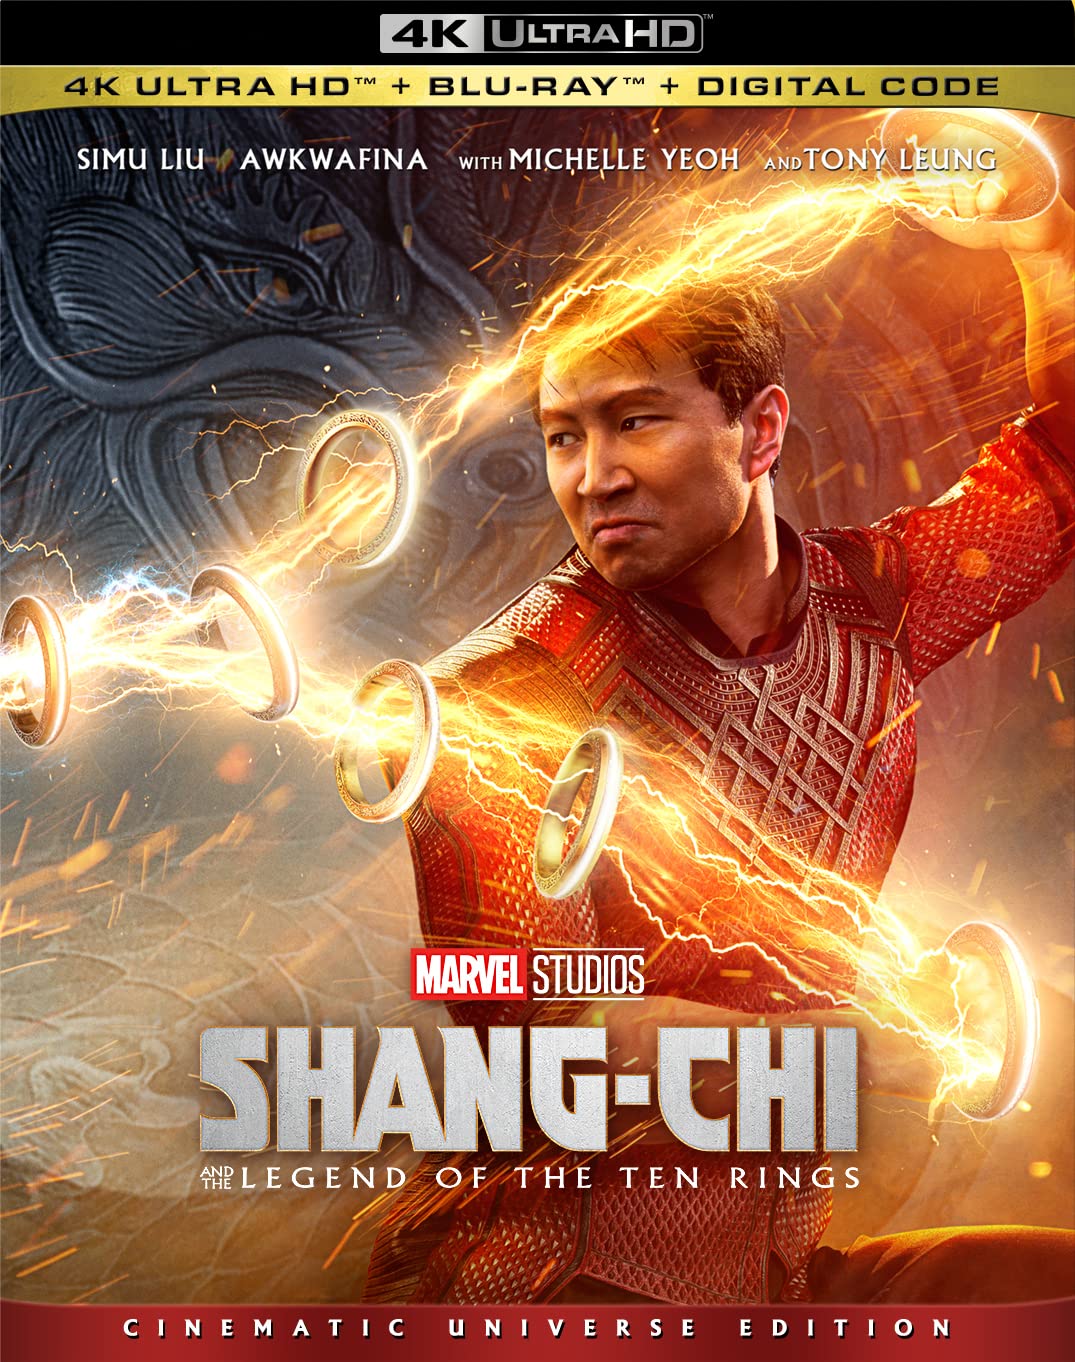 4K ULTRA HD™
4K ULTRA HD™ + BLU-RAY™ + DIGITAL CODE
SIMU LIU AWKWAFINA WITH MICHELLE YEOH AND TONY LEUNG
MARVEL STUDIOS
SHANG-CHI
AND THE LEGEND OF THE TEN RINGS
CINEMATIC UNIVERSE EDITION